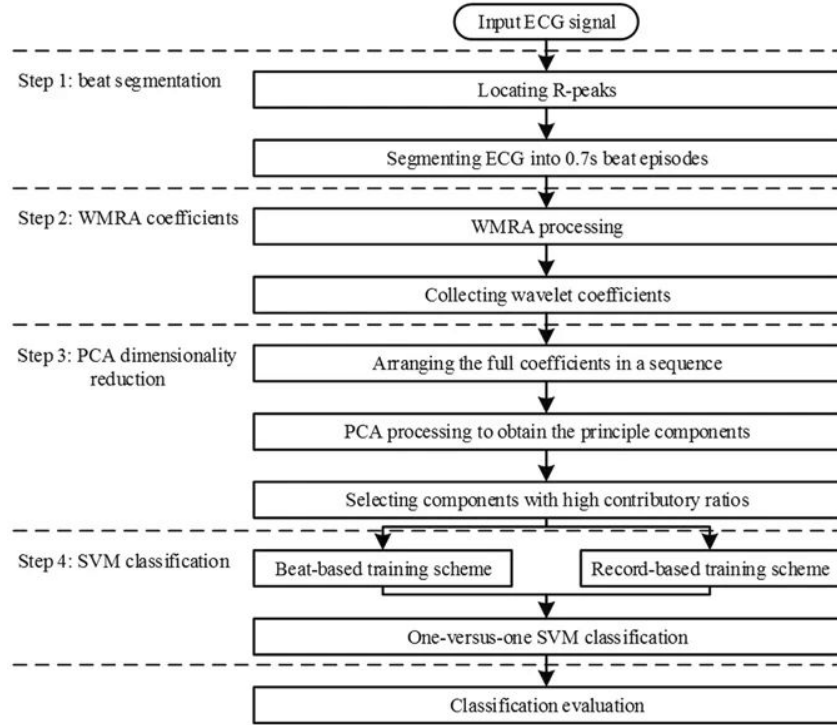 Input ECG signal
Step 1: beat segmentation
Locating R-peaks
Segmenting ECG into 0.7s beat episodes
Step 2: WMRA coefficients
WMRA processing
Collecting wavelet coefficients
Step 3: PCA dimensionality
reduction
Arranging the full coefficients in a sequence
PCA processing to obtain the principle components
Selecting components with high contributory ratios
Step 4: SVM classification
Beat-based training scheme
Record-based training scheme
One-versus-one SVM classification
Classification evaluation